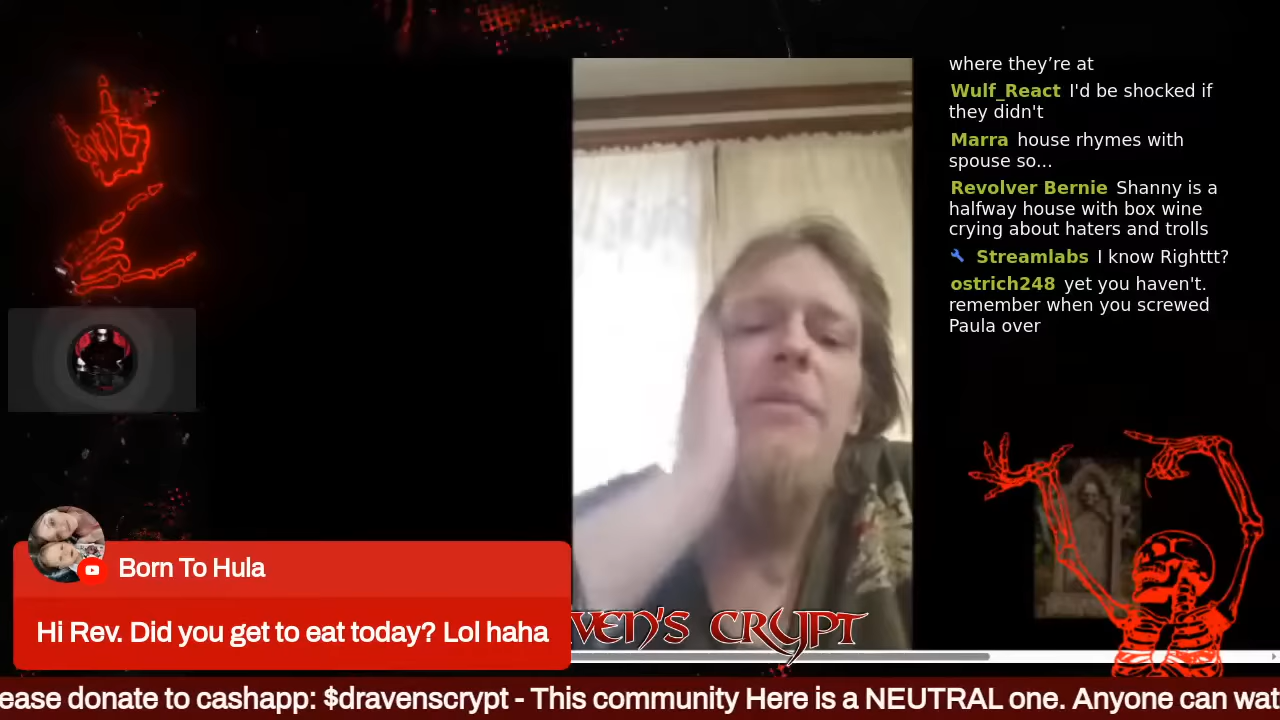 where they're at
Wulf_React I'd be shocked if
they didn't
Marra house rhymes with
spouse so...
Revolver Bernie Shanny is a
halfway house with box wine
crying about haters and trolls
Streamlabs I know Righttt?
ostrich248 yet you haven't.
remember when you screwed
Paula over
Born To Hula
Hi Rev. Did you get to eat today? Lol haha
VEN'S CRYPT
ease donate to cashapp: $dravenscrypt - This community Here is a NEUTRAL one. Anyone can wat